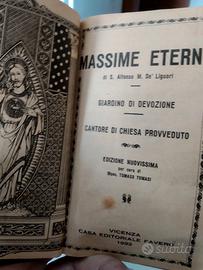 MASSIME ETERN
di S. Alfonso M. De' Liguori
GIARDINO DI DEVOZIONE
CANTORE DI CHIESA PROVVEDUTO
EDIZIONE NUOVISSIMA
per cura di
Mons. TOMASO TOMASI
VICENZA
CASA EDITORIALE
subito